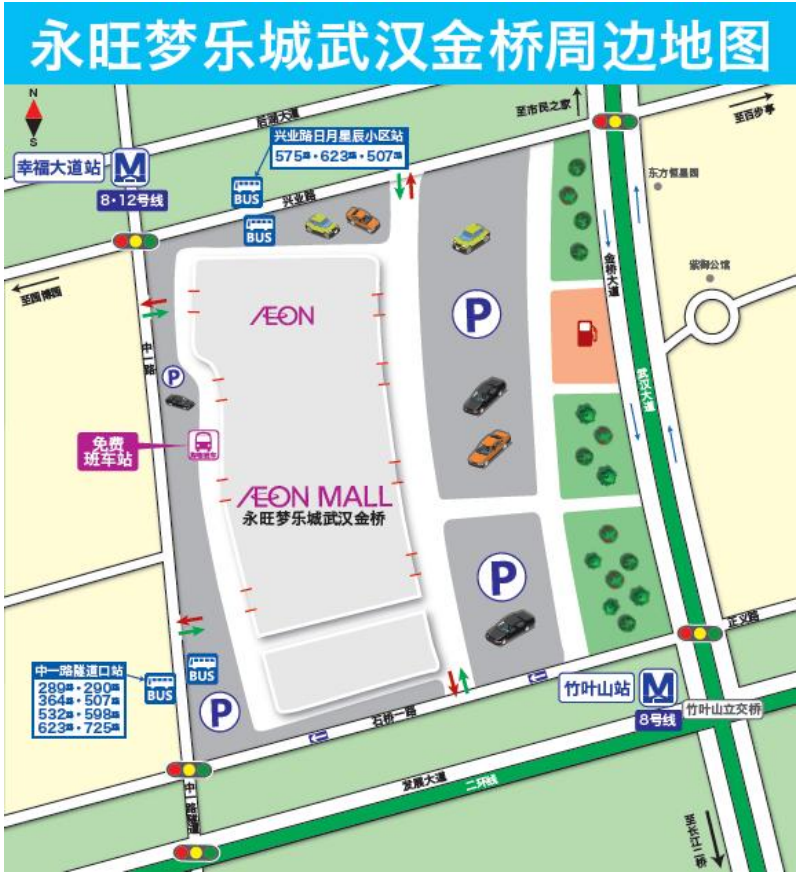 永旺梦乐城武汉金桥周边地图
N
S
后湖大道
至市民之家
至百步亭
兴业路日月星辰小区站
575路・623路・507路
幸福大道站
8・12号线
BUS
BUS
兴业路
东方恒星园
紫御公馆
金桥大道
至园博园
ÆON
P
中一路
P
武汉大道
免费
班车站
ÆON MALL
永旺梦乐城武汉金桥
P
正义路
中一路隧道口站
289路・290路
364路・507路
532路・598路
623路・725路
BUS
BUS
P
石桥一路
竹叶山站
8号线
竹叶山立交桥
中一路隧道
发展大道
二环线
至长江二桥